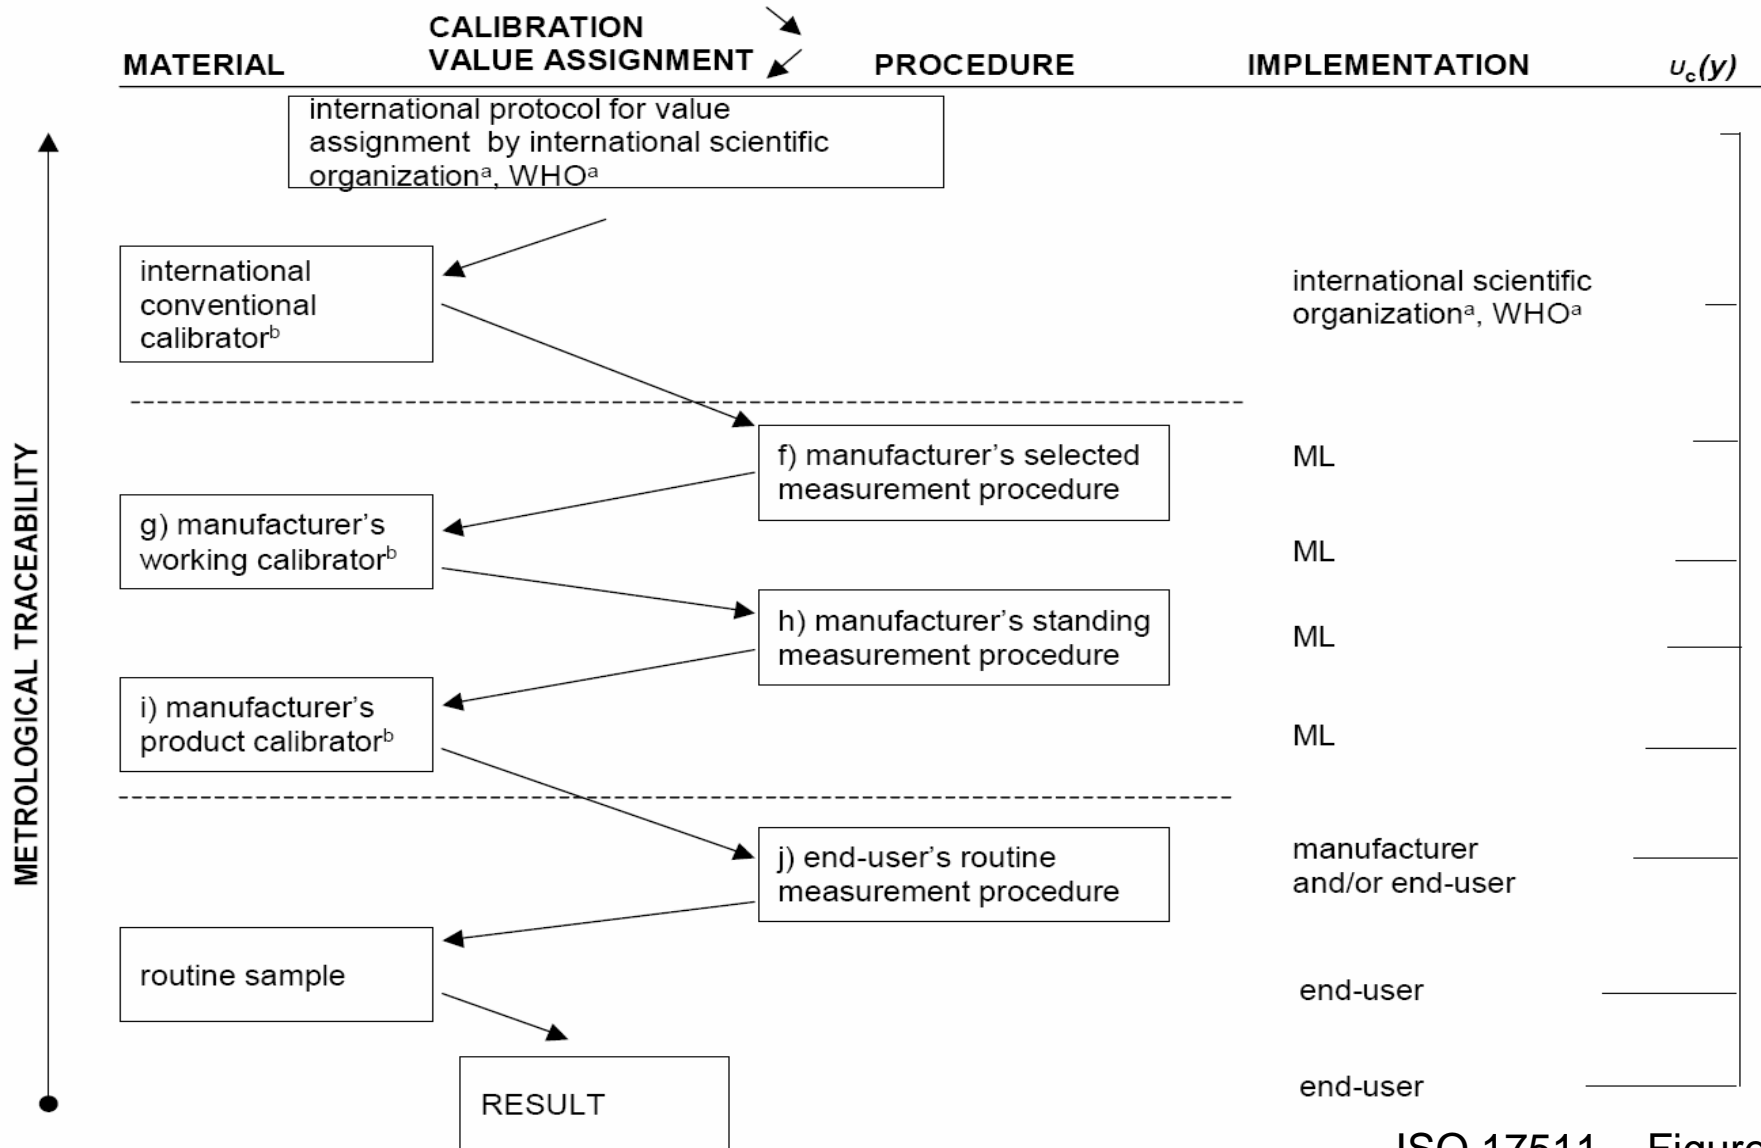 CALIBRATION
VALUE ASSIGNMENT
MATERIAL PROCEDURE IMPLEMENTATION uc(y)
international protocol for value
assignment by international scientific
organizationᵃ, WHOᵃ
international
conventional
calibratorᵇ
international scientific
organizationᵃ, WHOᵃ
METROLOGICAL TRACEABILITY
f) manufacturer’s selected
measurement procedure
ML
g) manufacturer’s
working calibratorᵇ
ML
h) manufacturer’s standing
measurement procedure
ML
i) manufacturer’s
product calibratorᵇ
ML
j) end-user’s routine
measurement procedure
manufacturer
and/or end-user
routine sample
end-user
RESULT
end-user
ISO 17511 Figure